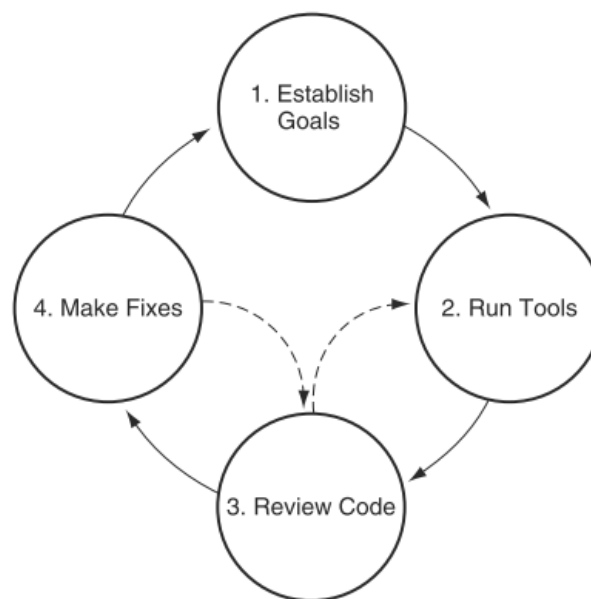 1. Establish
Goals
4. Make Fixes
2. Run Tools
3. Review Code